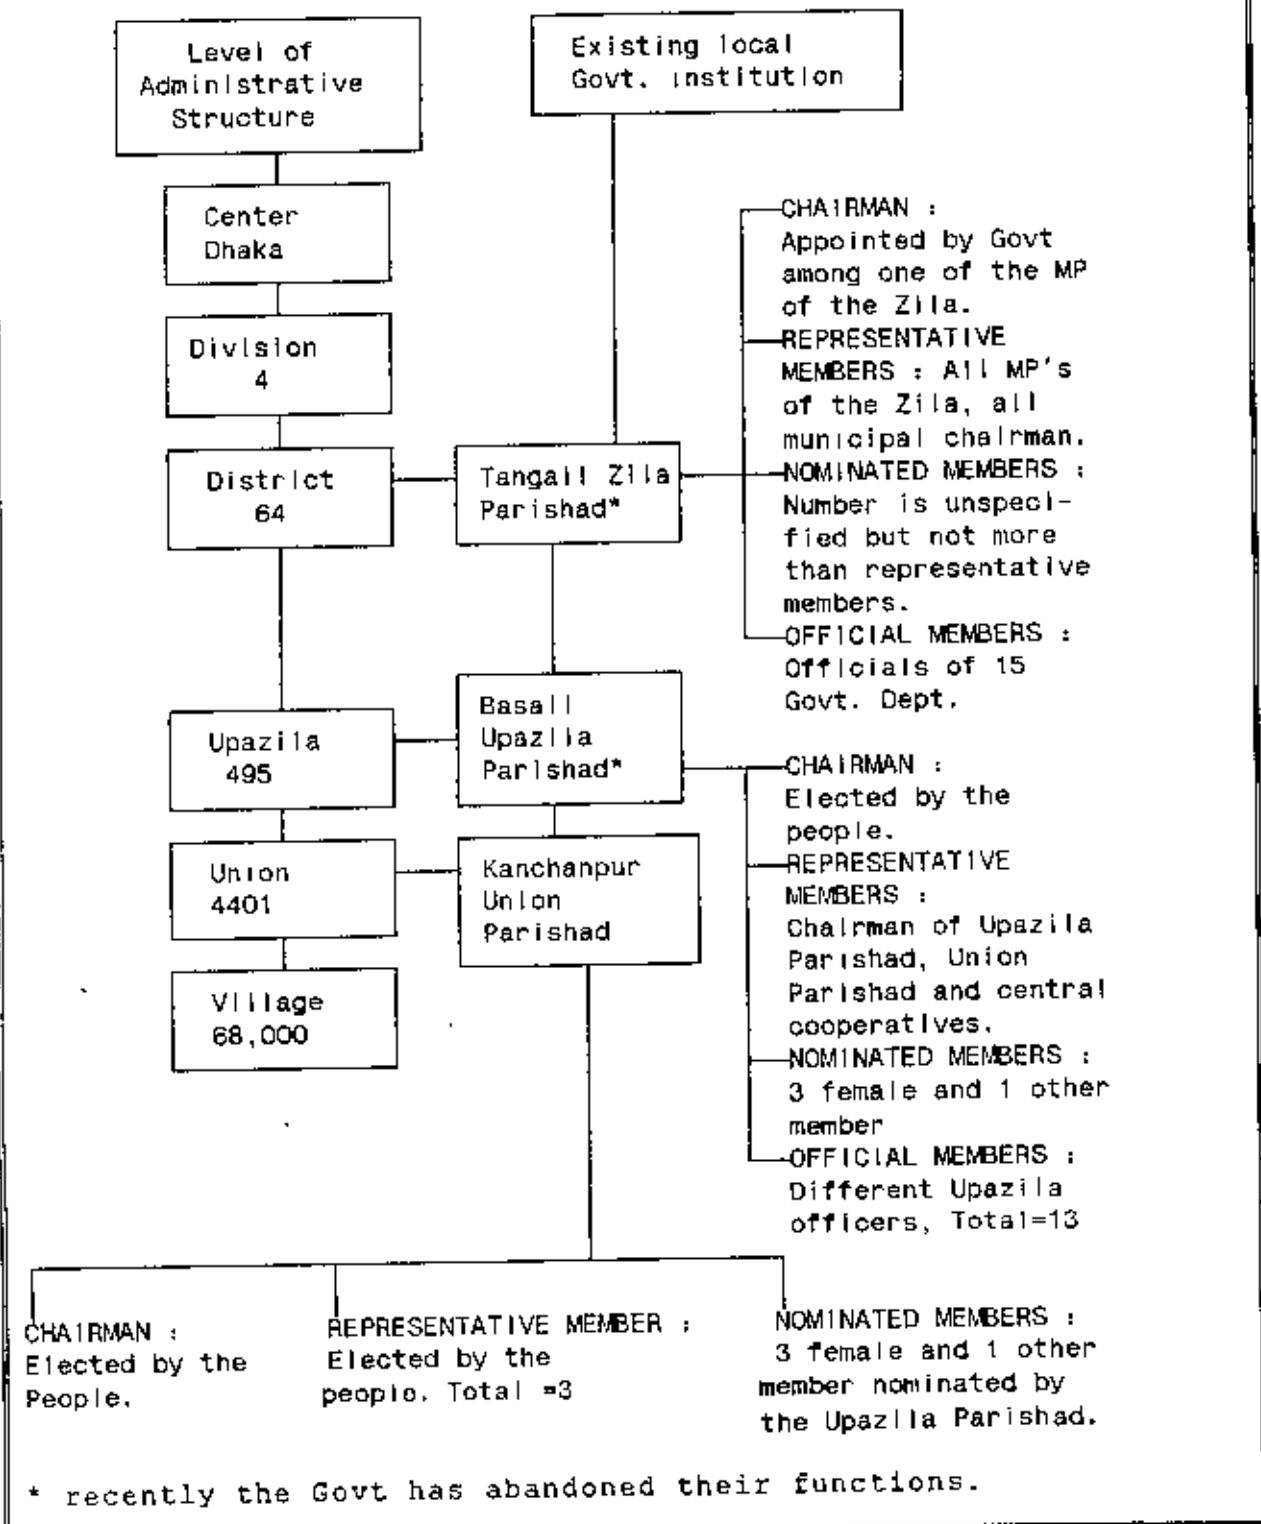 Level of
Administrative
Structure
Existing local
Govt. institution
Center
Dhaka
Division
4
District
64
Tangail Zila
Parishad*
CHAIRMAN :
Appointed by Govt
among one of the MP
of the Zila.
REPRESENTATIVE
MEMBERS : All MP's
of the Zila, all
municipal chairman.
NOMINATED MEMBERS :
Number is unspeci-
fied but not more
than representative
members.
OFFICIAL MEMBERS :
Officials of 15
Govt. Dept.
Upazila
495
Basail
Upazila
Parishad*
CHAIRMAN :
Elected by the
people.
REPRESENTATIVE
MEMBERS :
Chairman of Upazila
Parishad, Union
Parishad and central
cooperatives.
NOMINATED MEMBERS :
3 female and 1 other
member
OFFICIAL MEMBERS :
Different Upazila
officers, Total=13
Union
4401
Kanchanpur
Union
Parishad
Village
68,000
CHAIRMAN :
Elected by the
People.
REPRESENTATIVE MEMBER :
Elected by the
people. Total =3
NOMINATED MEMBERS :
3 female and 1 other
member nominated by
the Upazila Parishad.
* recently the Govt has abandoned their functions.